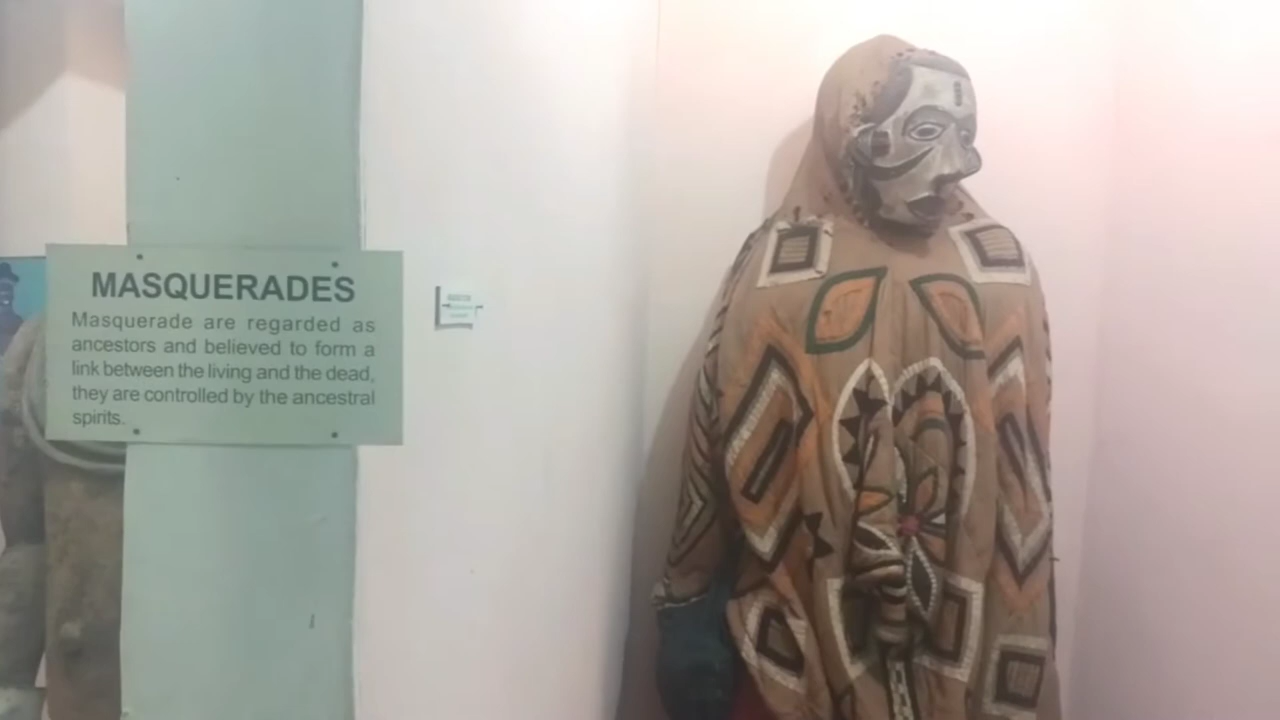 MASQUERADES
Masquerade are regarded as
ancestors and believed to form a
link between the living and the dead,
they are controlled by the ancestral
spirits.